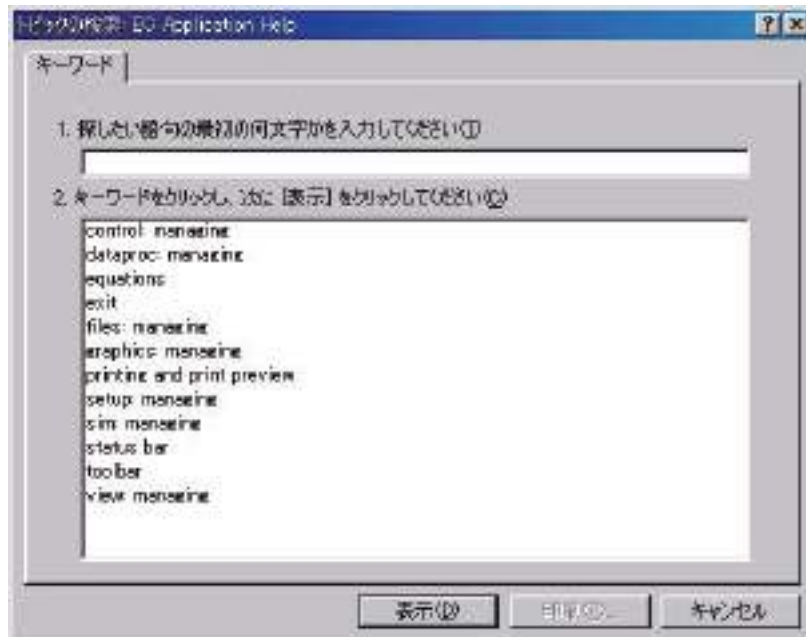 トピックの検索: EG Application Help
キーワード
1. 探したい語句の最初の何文字かを入力してください(T)
2. キーワードをクリックし、次に [表示] をクリックしてください(C)
control: managing
dataproc: managing
equations
exit
files: managing
graphics: managing
printing and print preview
setup: managing
sim: managing
status bar
toolbar
view: managing
表示(D)
印刷(P)...
キャンセル